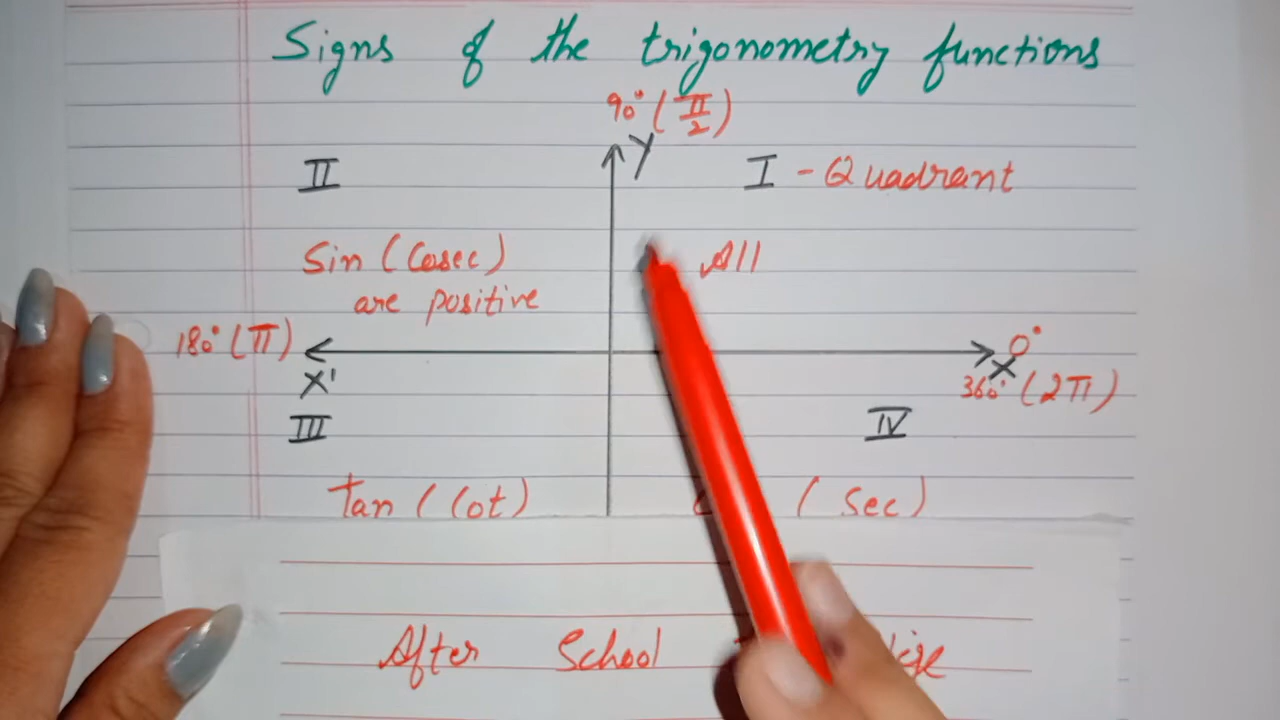 Signs of the trigonometry functions
90° (π/2)
Y
II
I - Quadrant
Sin (Cosec)
are positive
All
180° (π)
0°
X'
X
360° (2π)
III
IV
Tan (Cot)
(Sec)
After School